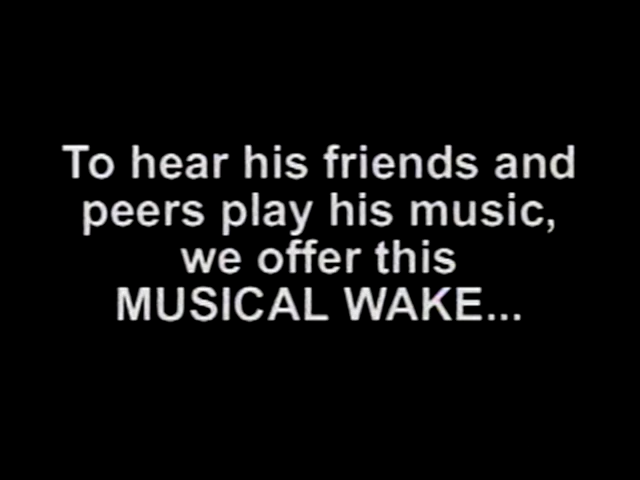 To hear his friends and
peers play his music,
we offer this
MUSICAL WAKE...